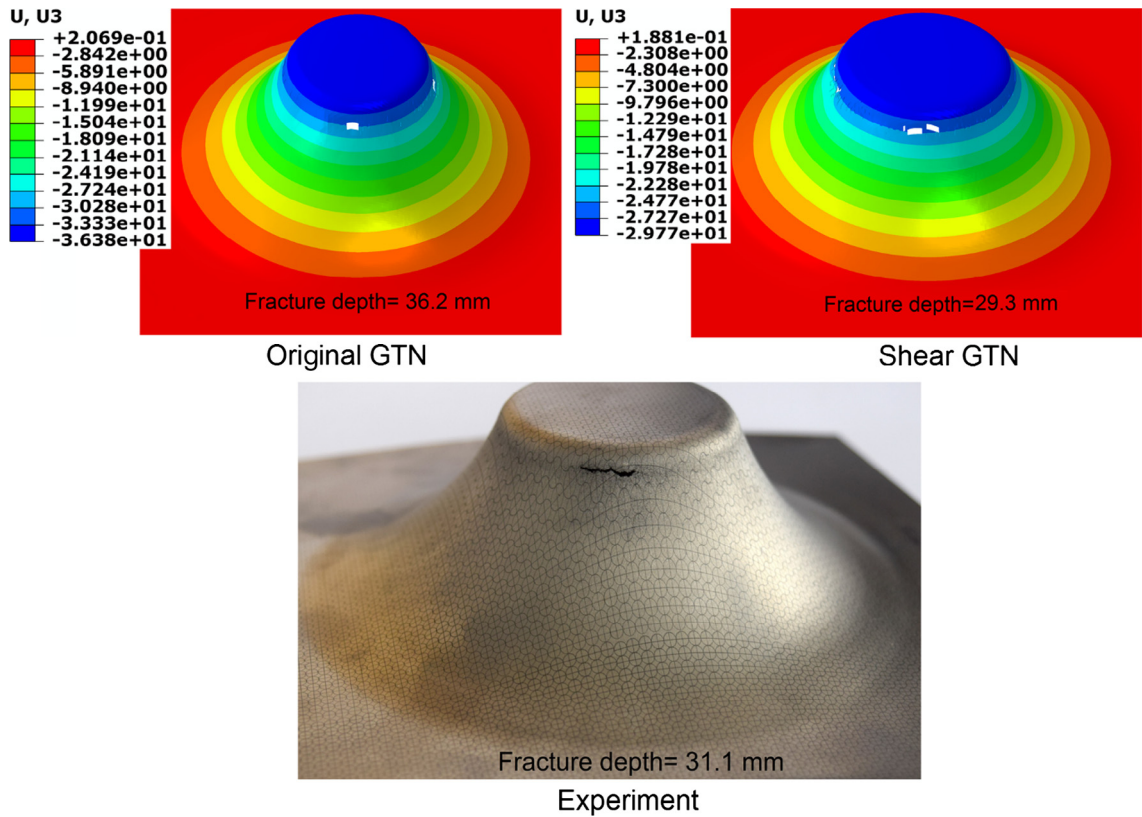 U, U3
+2.069e-01
-2.842e+00
-5.891e+00
-8.940e+00
-1.199e+01
-1.504e+01
-1.809e+01
-2.114e+01
-2.419e+01
-2.724e+01
-3.028e+01
-3.333e+01
-3.638e+01
Fracture depth= 36.2 mm
Original GTN
U, U3
+1.881e-01
-2.308e+00
-4.804e+00
-7.300e+00
-9.796e+00
-1.229e+01
-1.479e+01
-1.728e+01
-1.978e+01
-2.228e+01
-2.477e+01
-2.727e+01
-2.977e+01
Fracture depth=29.3 mm
Shear GTN
Fracture depth= 31.1 mm
Experiment